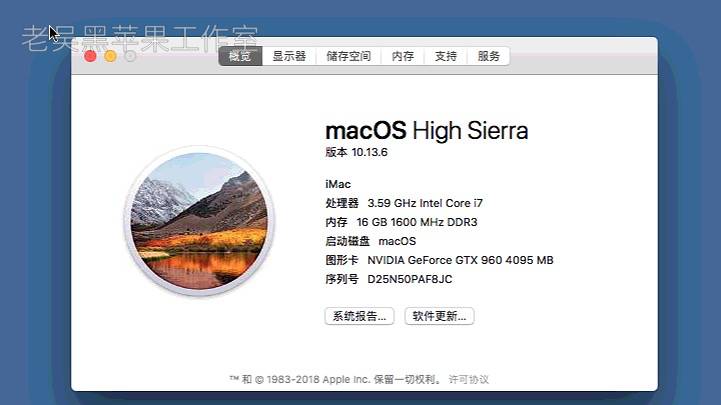 老吴黑苹果工作室
概览 显示器 储存空间 内存 支持 服务
macOS High Sierra
版本 10.13.6
iMac
处理器 3.59 GHz Intel Core i7
内存 16 GB 1600 MHz DDR3
启动磁盘 macOS
图形卡 NVIDIA GeForce GTX 960 4095 MB
序列号 D25N50PAF8JC
系统报告... 软件更新...
™ 和 © 1983-2018 Apple Inc. 保留一切权利。 许可协议